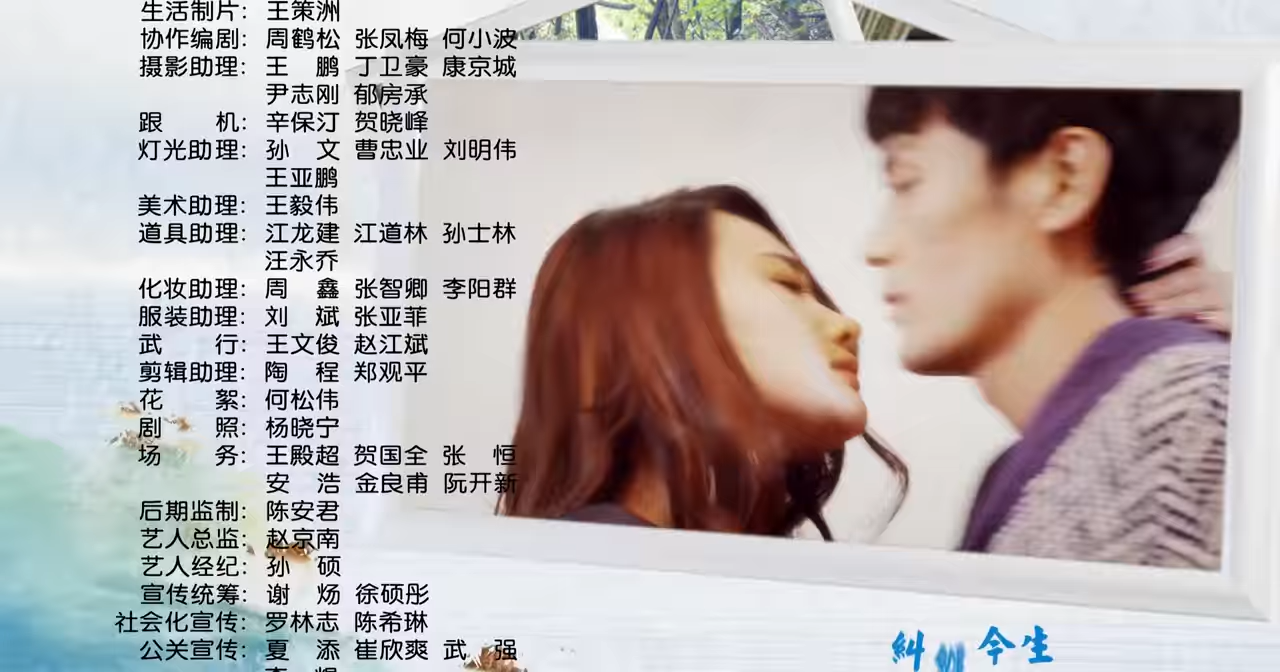 生活制片：王策洲
协作编剧：周鹤松 张凤梅 何小波
摄影助理：王　鹏 丁卫豪 康京城
尹志刚 郁房承
跟　　机：辛保汀 贺晓峰
灯光助理：孙　文 曹忠业 刘明伟
王亚鹏
美术助理：王毅伟
道具助理：江龙建 江道林 孙士林
汪永乔
化妆助理：周　鑫 张智卿 李阳群
服装助理：刘　斌 张亚菲
武　　行：王文俊 赵江斌
剪辑助理：陶　程 郑观平
花　　絮：何松伟
剧　　照：杨晓宁
场　　务：王殿超 贺国全 张　恒
安　浩 金良甫 阮开新
后期监制：陈安君
艺人总监：赵京南
艺人经纪：孙　硕
宣传统筹：谢　炀 徐硕彤
社会化宣传：罗林志 陈希琳
公关宣传：夏　添 崔欣爽 武　强
糾 今生